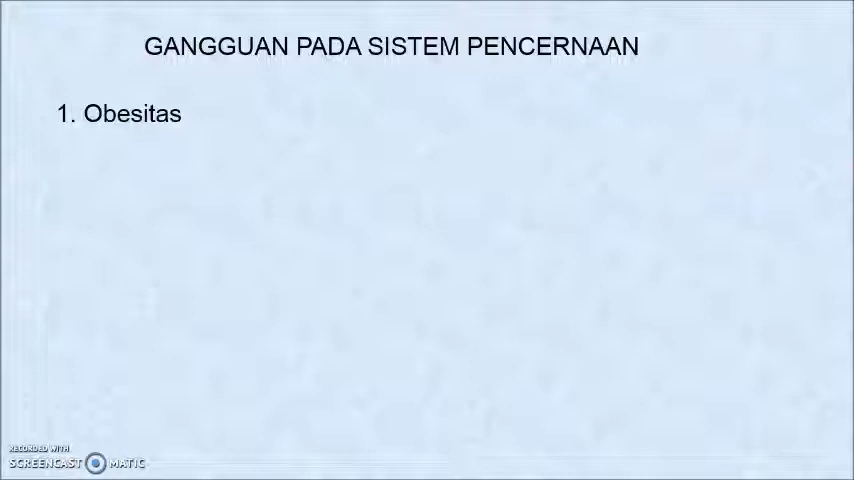 GANGGUAN PADA SISTEM PENCERNAAN
1. Obesitas
RECORDED WITH
SCREENCAST MATIC